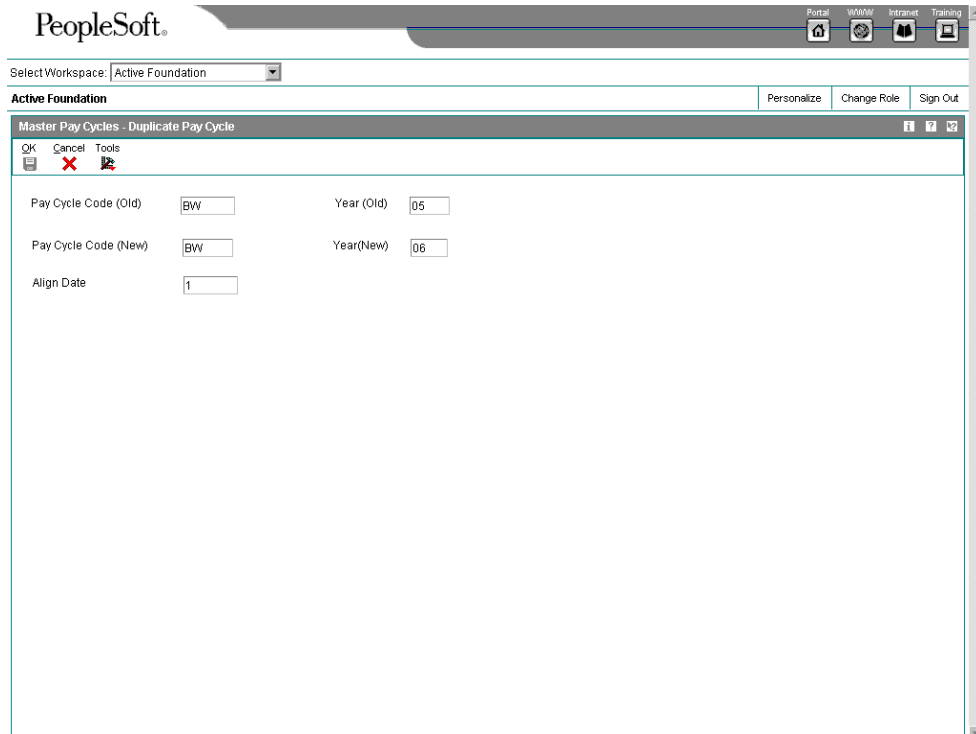 Portal WWW Intranet Training
PeopleSoft®
Select Workspace: Active Foundation
Active Foundation Personalize Change Role Sign Out
Master Pay Cycles - Duplicate Pay Cycle i ? ?
OK Cancel Tools
Pay Cycle Code (Old) BW Year (Old) 05
Pay Cycle Code (New) BW Year(New) 06
Align Date 1